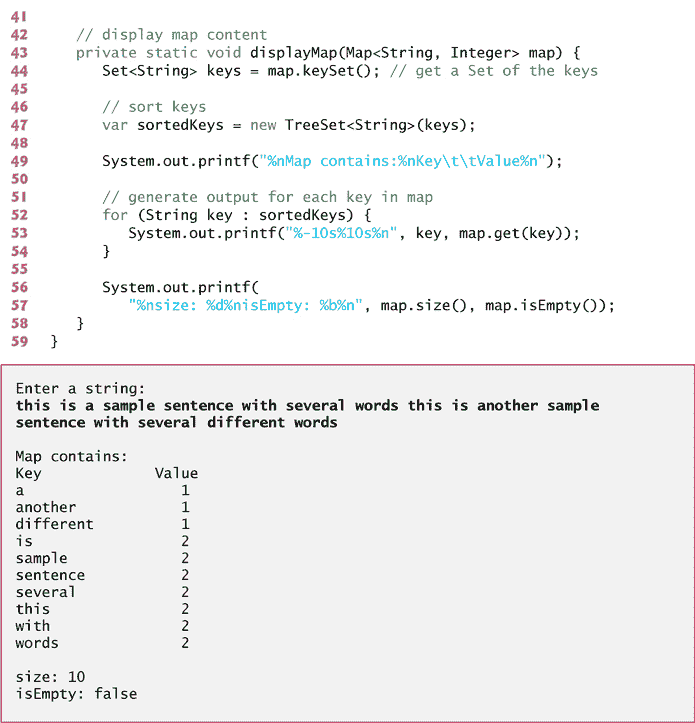 41
42 // display map content
43 private static void displayMap(Map<String, Integer> map) {
44 Set<String> keys = map.keySet(); // get a Set of the keys
45
46 // sort keys
47 var sortedKeys = new TreeSet<String>(keys);
48
49 System.out.printf("%nMap contains:%nKey\t\tValue%n");
50
51 // generate output for each key in map
52 for (String key : sortedKeys) {
53 System.out.printf("%-10s%10s%n", key, map.get(key));
54 }
55
56 System.out.printf(
57 "%nsize: %d%nisEmpty: %b%n", map.size(), map.isEmpty());
58 }
59 }
Enter a string:
this is a sample sentence with several words this is another sample
sentence with several different words
Map contains:
Key Value
a 1
another 1
different 1
is 2
sample 2
sentence 2
several 2
this 2
with 2
words 2
size: 10
isEmpty: false